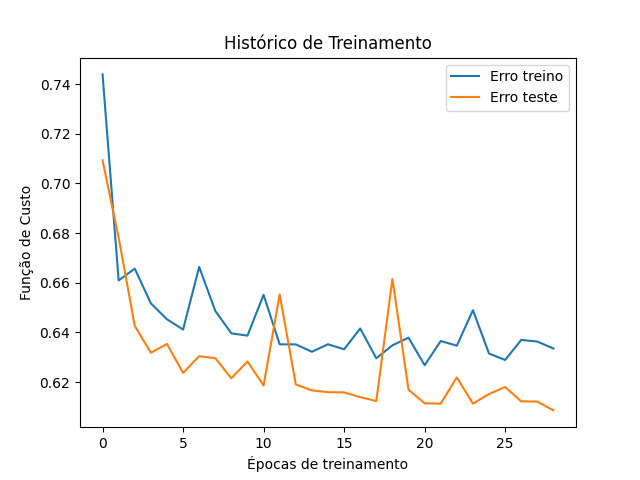 Histórico de Treinamento
Erro treino
Erro teste
0.74
0.72
0.70
0.68
0.66
0.64
0.62
Função de Custo
0 5 10 15 20 25
Épocas de treinamento